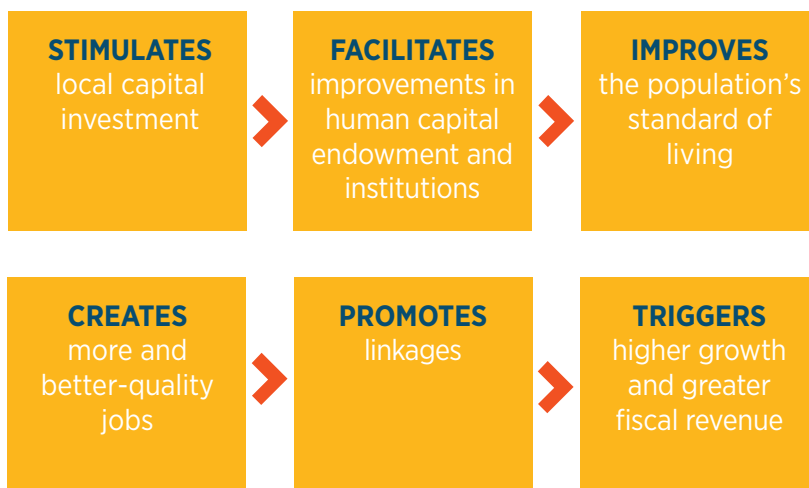 STIMULATES
local capital
investment
FACILITATES
improvements in
human capital
endowment and
institutions
IMPROVES
the population’s
standard of
living
CREATES
more and
better-quality
jobs
PROMOTES
linkages
TRIGGERS
higher growth
and greater
fiscal revenue